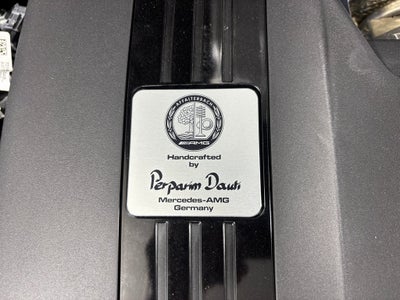 AFFALTERBACH
AMG
Handcrafted
by
Perparim Dauti
Mercedes-AMG
Germany